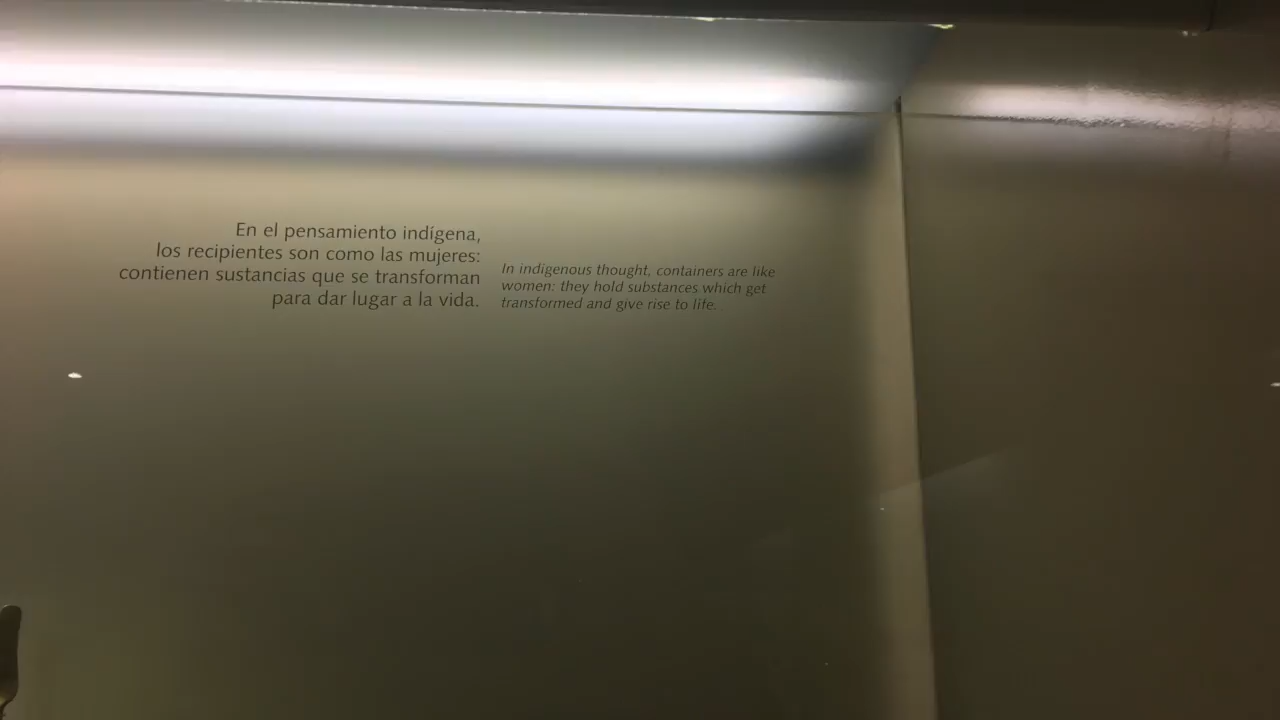 En el pensamiento indígena,
los recipientes son como las mujeres:
contienen sustancias que se transforman
para dar lugar a la vida.
In indigenous thought, containers are like
women: they hold substances which get
transformed and give rise to life.